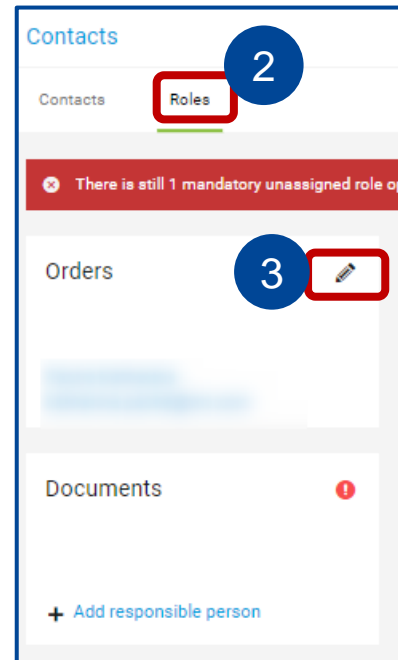 Contacts
2
Contacts Roles
There is still 1 mandatory unassigned role
Orders
3
Documents
+ Add responsible person